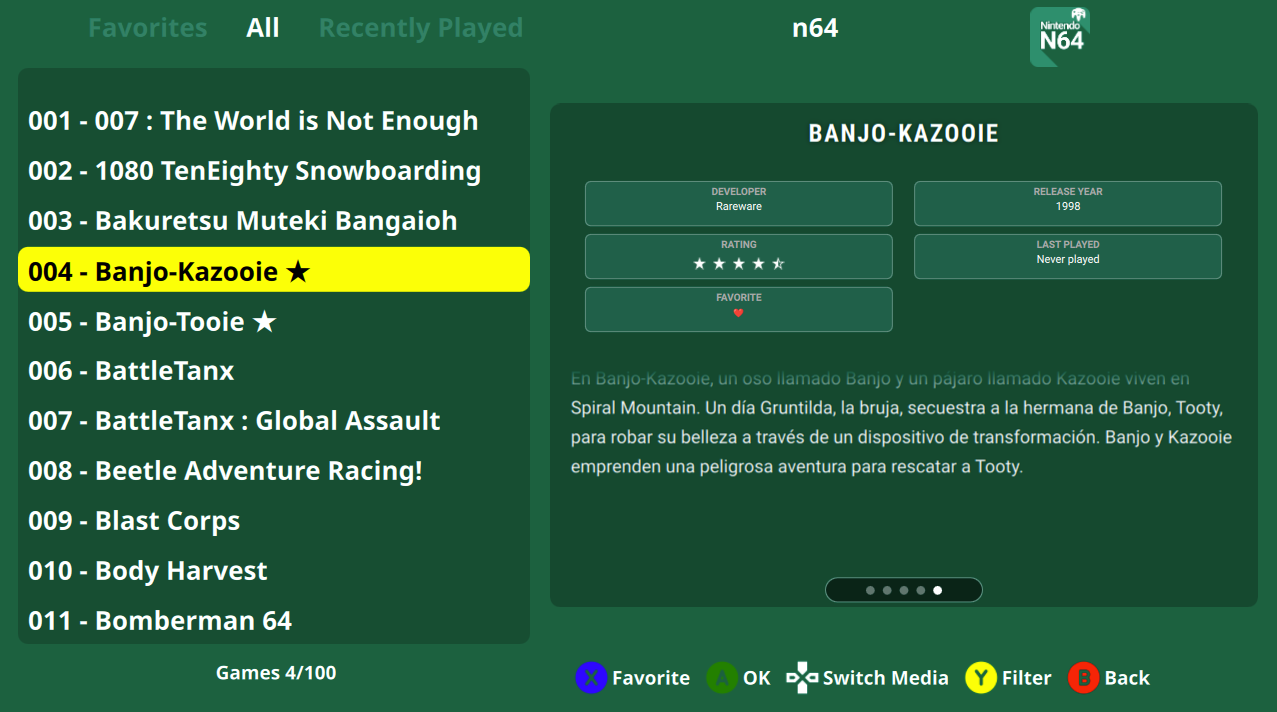 Favorites All Recently Played
n64
Nintendo
N64
001 - 007 : The World is Not Enough
002 - 1080 TenEighty Snowboarding
003 - Bakuretsu Muteki Bangaioh
004 - Banjo-Kazooie ★
005 - Banjo-Tooie ★
006 - BattleTanx
007 - BattleTanx : Global Assault
008 - Beetle Adventure Racing!
009 - Blast Corps
010 - Body Harvest
011 - Bomberman 64
Games 4/100
BANJO-KAZOOIE
DEVELOPER
Rareware
RELEASE YEAR
1998
RATING
LAST PLAYED
Never played
FAVORITE
En Banjo-Kazooie, un oso llamado Banjo y un pájaro llamado Kazooie viven en
Spiral Mountain. Un día Gruntilda, la bruja, secuestra a la hermana de Banjo, Tooty,
para robar su belleza a través de un dispositivo de transformación. Banjo y Kazooie
emprenden una peligrosa aventura para rescatar a Tooty.
X Favorite A OK Switch Media Y Filter B Back